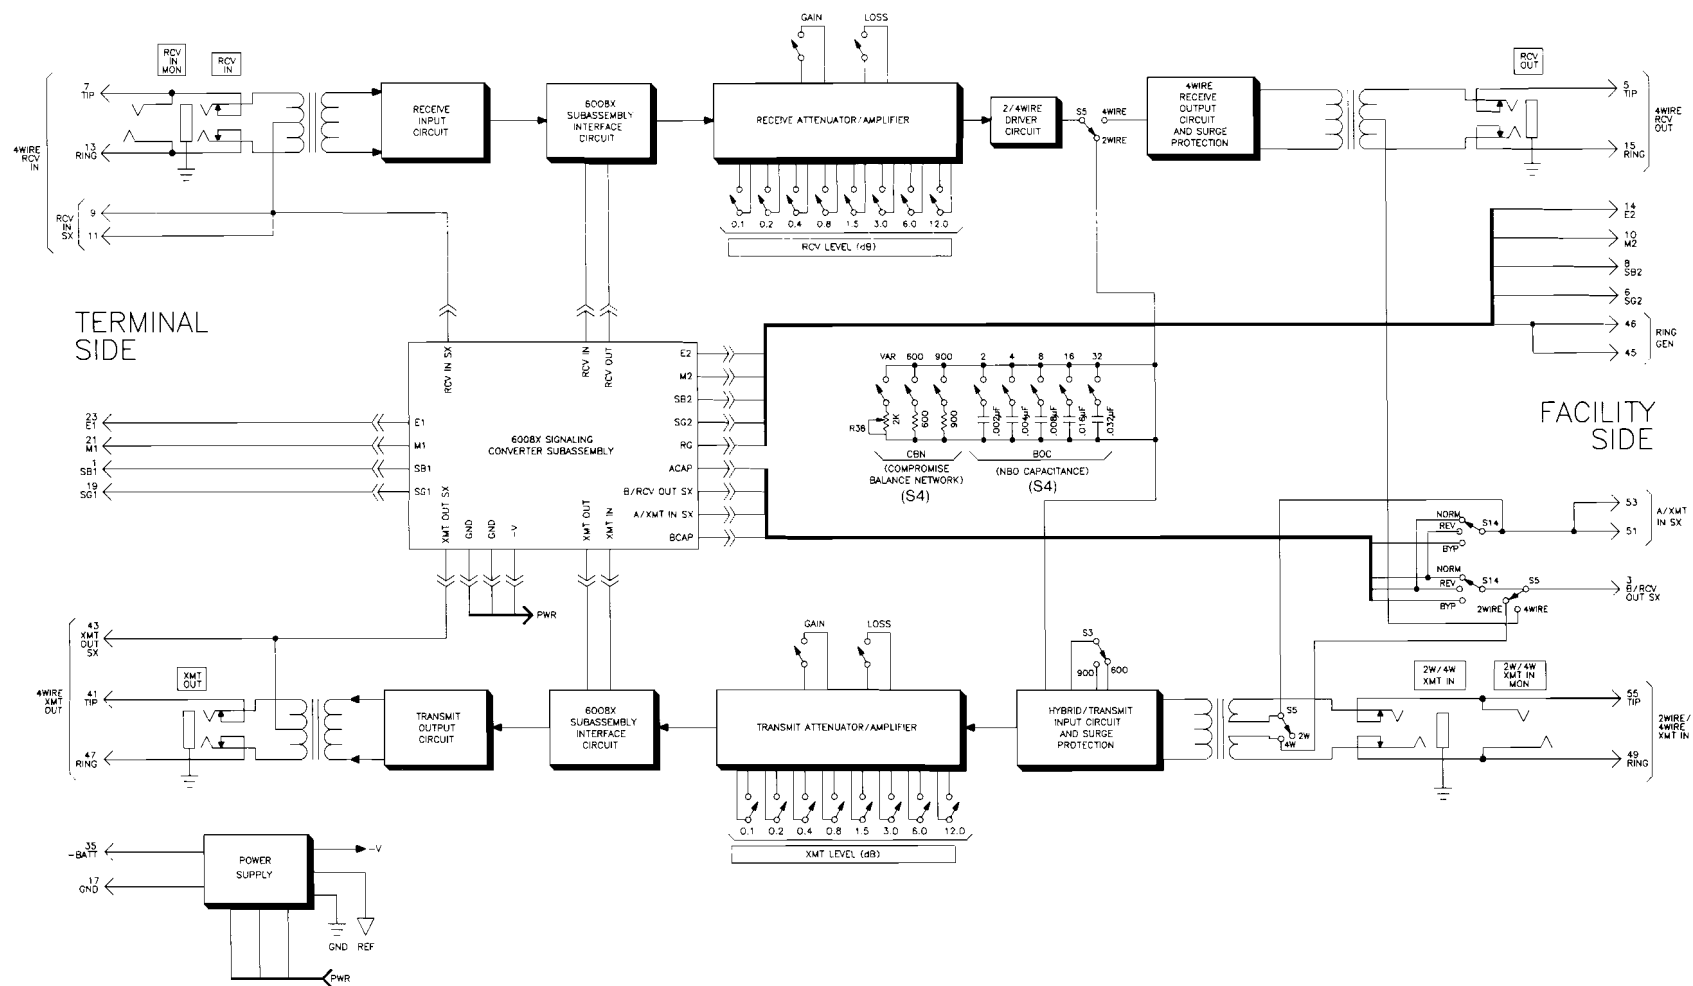 GAIN LOSS
RCV
IN
MON
RCV
IN
RCV
OUT
7
TIP
13
RING
4WIRE
RCV
IN
RCV
IN
SX
9
11
RECEIVE
INPUT
CIRCUIT
6008X
SUBASSEMBLY
INTERFACE
CIRCUIT
RECEIVE ATTENUATOR/AMPLIFIER
2/4WIRE
DRIVER
CIRCUIT
S5
4WIRE
2WIRE
4WIRE
RECEIVE
OUTPUT
CIRCUIT
AND SURGE
PROTECTION
5
TIP
15
RING
4WIRE
RCV
OUT
0.1 0.2 0.4 0.8 1.5 3.0 6.0 12.0
RCV LEVEL (dB)
14
E2
10
M2
8
SB2
6
SG2
46
45
RING
GEN
TERMINAL
SIDE
FACILITY
SIDE
23
E1
21
M1
1
SB1
19
SG1
RCV IN SX
RCV IN
RCV OUT
E1
M1
SB1
SG1
6008X SIGNALING
CONVERTER SUBASSEMBLY
E2
M2
SB2
SG2
RG
ACAP
B/RCV OUT SX
A/XMT IN SX
BCAP
XMT OUT SX
GND
GND
-V
XMT OUT
XMT IN
PWR
VAR 600 900 2 4 8 16 32
R38
2K
600
900
.002µF
.004µF
.008µF
.016µF
.032µF
CBN
(COMPROMISE
BALANCE NETWORK)
(S4)
BOC
(NBO CAPACITANCE)
(S4)
NORM
REV
BYP
S14
NORM
REV
BYP
S14
S5
2WIRE
4WIRE
53
51
A/XMT
IN SX
3
B/RCV
OUT SX
43
XMT
OUT
SX
41
TIP
47
RING
4WIRE
XMT
OUT
XMT
OUT
TRANSMIT
OUTPUT
CIRCUIT
6008X
SUBASSEMBLY
INTERFACE
CIRCUIT
GAIN LOSS
TRANSMIT ATTENUATOR/AMPLIFIER
0.1 0.2 0.4 0.8 1.5 3.0 6.0 12.0
XMT LEVEL (dB)
S3
900
600
HYBRID/TRANSMIT
INPUT CIRCUIT
AND SURGE
PROTECTION
S5
2W
4W
2W/4W
XMT IN
2W/4W
XMT IN
MON
55
TIP
49
RING
2WIRE/
4WIRE
XMT IN
35
-BATT
17
GND
POWER
SUPPLY
-V
GND REF
PWR